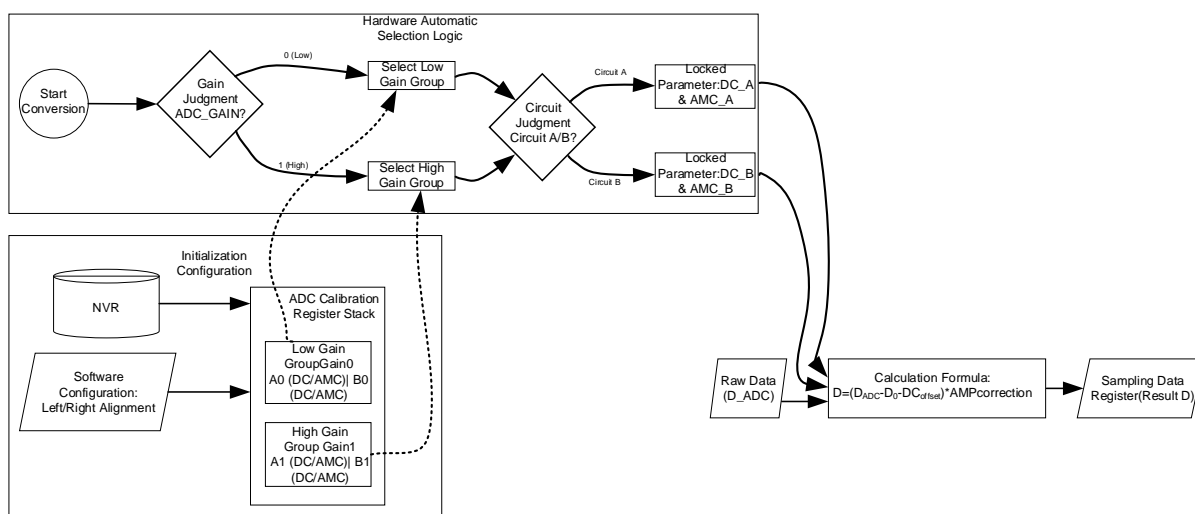 Hardware Automatic
Selection Logic
Start
Conversion
Gain
Judgment
ADC_GAIN?
0 (Low)
1 (High)
Select Low
Gain Group
Select High
Gain Group
Circuit
Judgment
Circuit A/B?
Circuit A
Circuit B
Locked
Parameter:DC_A
& AMC_A
Locked
Parameter:DC_B
& AMC_B
Initialization
Configuration
NVR
Software
Configuration:
Left/Right Alignment
ADC Calibration
Register Stack
Low Gain
GroupGain0
A0 (DC/AMC)| B0
(DC/AMC)
High Gain
Group Gain1
A1 (DC/AMC)| B1
(DC/AMC)
Raw Data
(D_ADC)
Calculation Formula:
D=(DADC-D0-DCoffset)*AMPcorrection
Sampling Data
Register(Result D)